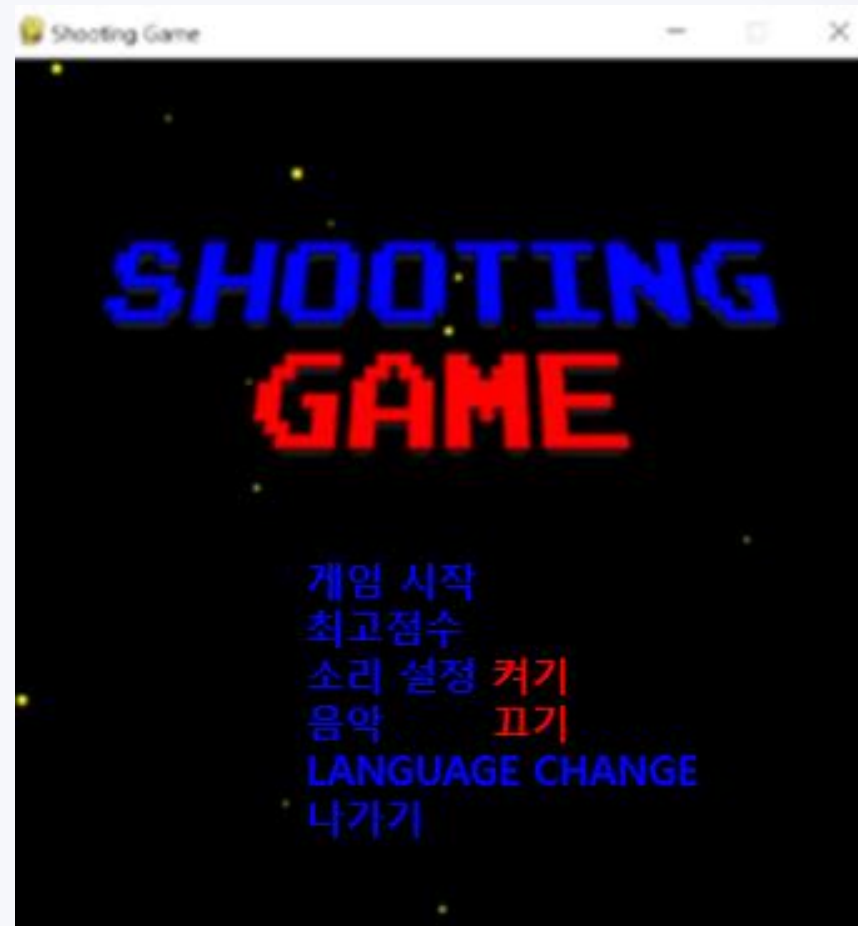 Shooting Game
SHOOTING
GAME
게임 시작
최고점수
소리 설정 켜기
음악 끄기
LANGUAGE CHANGE
나가기